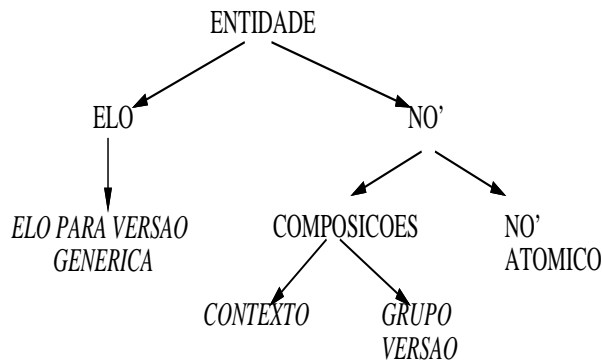 ENTIDADE
ELO
NO'
ELO PARA VERSAO
GENERICA
COMPOSICOES
NO'
ATOMICO
CONTEXTO
GRUPO
VERSAO